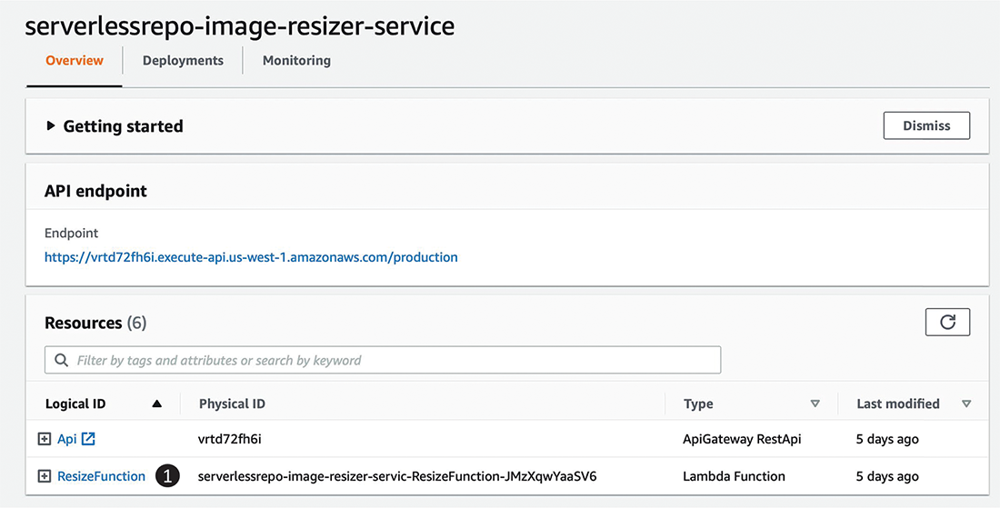 serverlessrepo-image-resizer-service
Overview Deployments Monitoring
Getting started Dismiss
API endpoint
Endpoint
https://vrtd72fh6i.execute-api.us-west-1.amazonaws.com/production
Resources (6)
Filter by tags and attributes or search by keyword
Logical ID Physical ID Type Last modified
Api vrtd72fh6i ApiGateway RestApi 5 days ago
ResizeFunction 1 serverlessrepo-image-resizer-servic-ResizeFunction-JMzXqwYaaSV6 Lambda Function 5 days ago